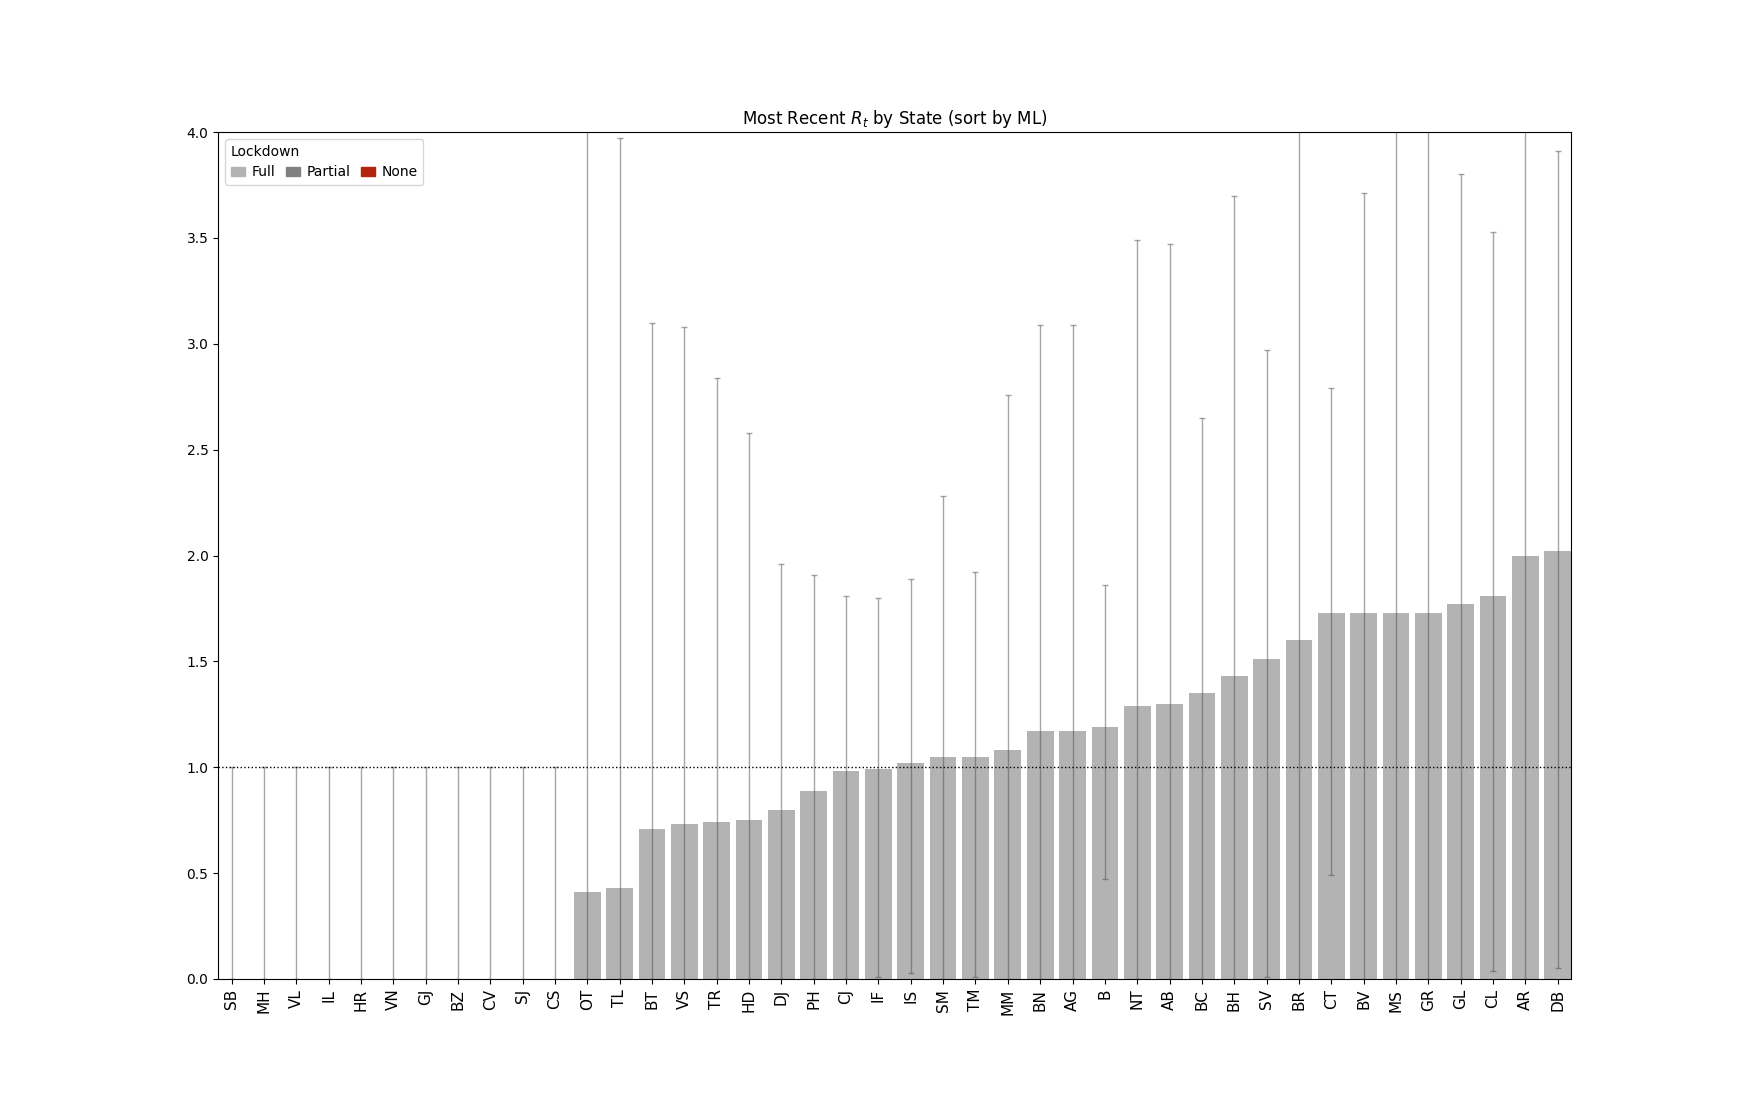 Most Recent Rt by State (sort by ML)
4.0
Lockdown
Full Partial None
3.5
3.0
2.5
2.0
1.5
1.0
0.5
0.0
SB MH VL IL HR VN GJ BZ CV SJ CS OT TL BT VS TR HD DJ PH CJ IF IS SM TM MM BN AG B NT AB BC BH SV BR CT BV MS GR GL CL AR DB